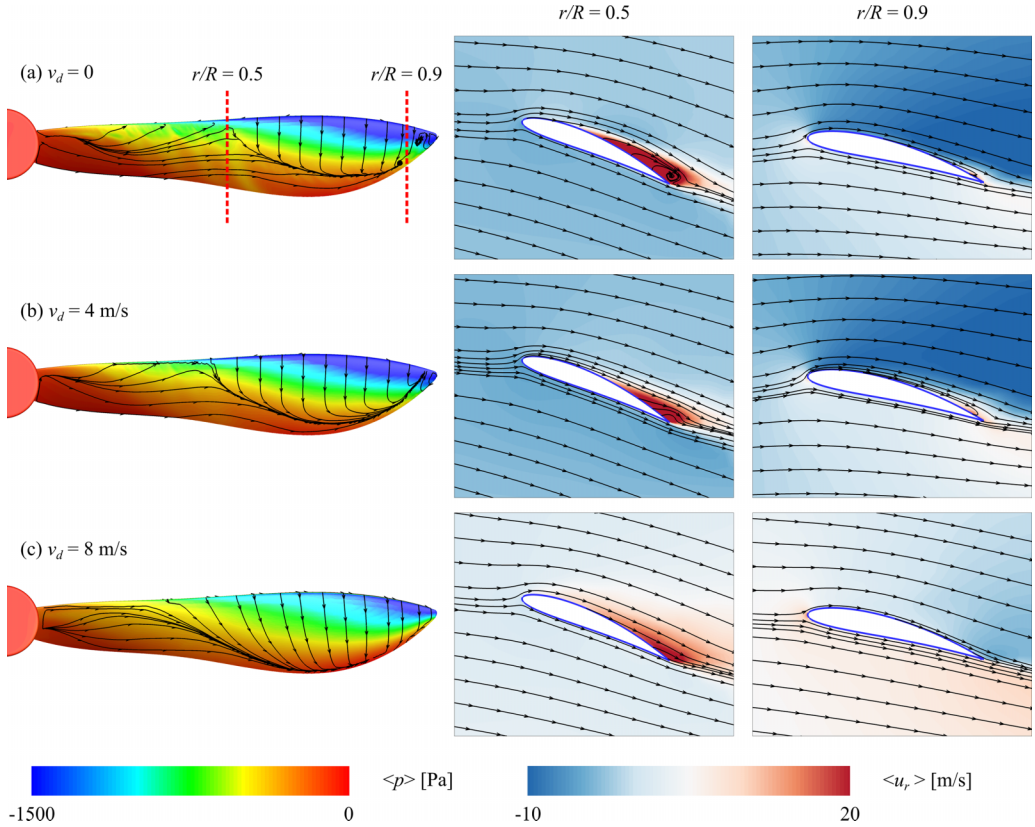 r/R = 0.5
r/R = 0.9
(a) v_d = 0
r/R = 0.5
r/R = 0.9
(b) v_d = 4 m/s
(c) v_d = 8 m/s
<p> [Pa]
<u_r> [m/s]
-1500
0
-10
20